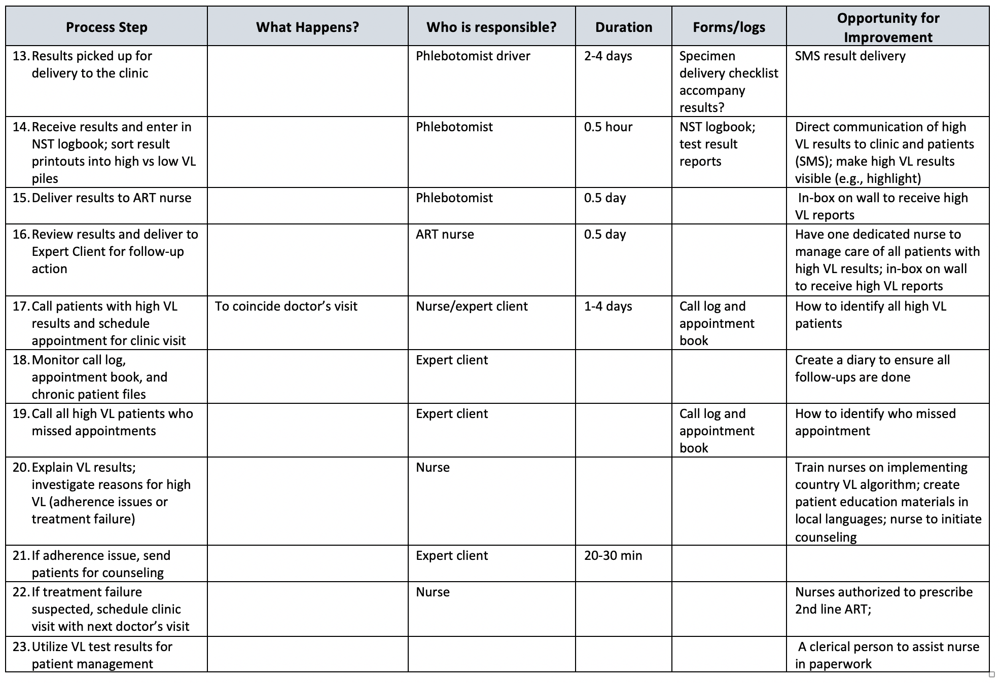 Process Step
What Happens?
Who is responsible?
Duration
Forms/logs
Opportunity for
Improvement
13. Results picked up for
delivery to the clinic
Phlebotomist driver
2-4 days
Specimen
delivery checklist
accompany
results?
SMS result delivery
14. Receive results and enter in
NST logbook; sort result
printouts into high vs low VL
piles
Phlebotomist
0.5 hour
NST logbook;
test result
reports
Direct communication of high
VL results to clinic and patients
(SMS); make high VL results
visible (e.g., highlight)
15. Deliver results to ART nurse
Phlebotomist
0.5 day
In-box on wall to receive high
VL reports
16. Review results and deliver to
Expert Client for follow-up
action
ART nurse
0.5 day
Have one dedicated nurse to
manage care of all patients with
high VL results; in-box on wall
to receive high VL reports
17. Call patients with high VL
results and schedule
appointment for clinic visit
To coincide doctor’s visit
Nurse/expert client
1-4 days
Call log and
appointment
book
How to identify all high VL
patients
18. Monitor call log,
appointment book, and
chronic patient files
Expert client
Create a diary to ensure all
follow-ups are done
19. Call all high VL patients who
missed appointments
Expert client
Call log and
appointment
book
How to identify who missed
appointment
20. Explain VL results;
investigate reasons for high
VL (adherence issues or
treatment failure)
Nurse
Train nurses on implementing
country VL algorithm; create
patient education materials in
local languages; nurse to initiate
counseling
21. If adherence issue, send
patients for counseling
Expert client
20-30 min
22. If treatment failure
suspected, schedule clinic
visit with next doctor’s visit
Nurse
Nurses authorized to prescribe
2nd line ART;
23. Utilize VL test results for
patient management
A clerical person to assist nurse
in paperwork